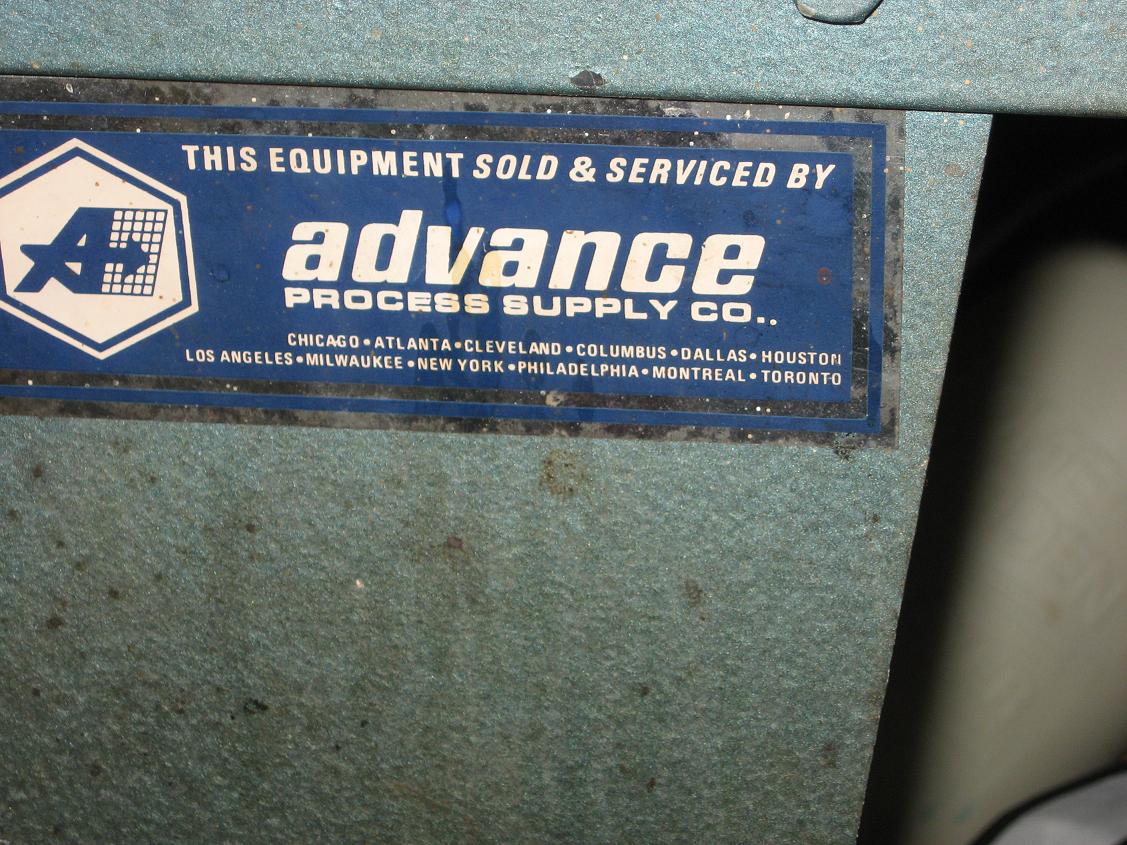 THIS EQUIPMENT SOLD & SERVICED BY
advance
PROCESS SUPPLY CO..
CHICAGO • ATLANTA • CLEVELAND • COLUMBUS • DALLAS • HOUSTON
LOS ANGELES • MILWAUKEE • NEW YORK • PHILADELPHIA • MONTREAL • TORONTO